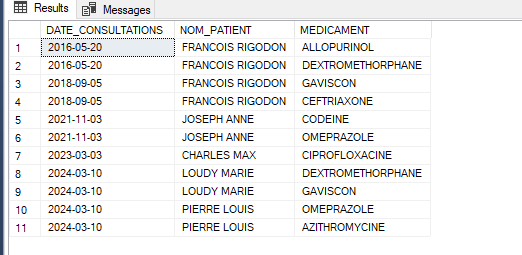 Results Messages
DATE_CONSULTATIONS NOM_PATIENT MEDICAMENT
1 2016-05-20 FRANCOIS RIGODON ALLOPURINOL
2 2016-05-20 FRANCOIS RIGODON DEXTROMETHORPHANE
3 2018-09-05 FRANCOIS RIGODON GAVISCON
4 2018-09-05 FRANCOIS RIGODON CEFTRIAXONE
5 2021-11-03 JOSEPH ANNE CODEINE
6 2021-11-03 JOSEPH ANNE OMEPRAZOLE
7 2023-03-03 CHARLES MAX CIPROFLOXACINE
8 2024-03-10 LOUDY MARIE DEXTROMETHORPHANE
9 2024-03-10 LOUDY MARIE GAVISCON
10 2024-03-10 PIERRE LOUIS OMEPRAZOLE
11 2024-03-10 PIERRE LOUIS AZITHROMYCINE